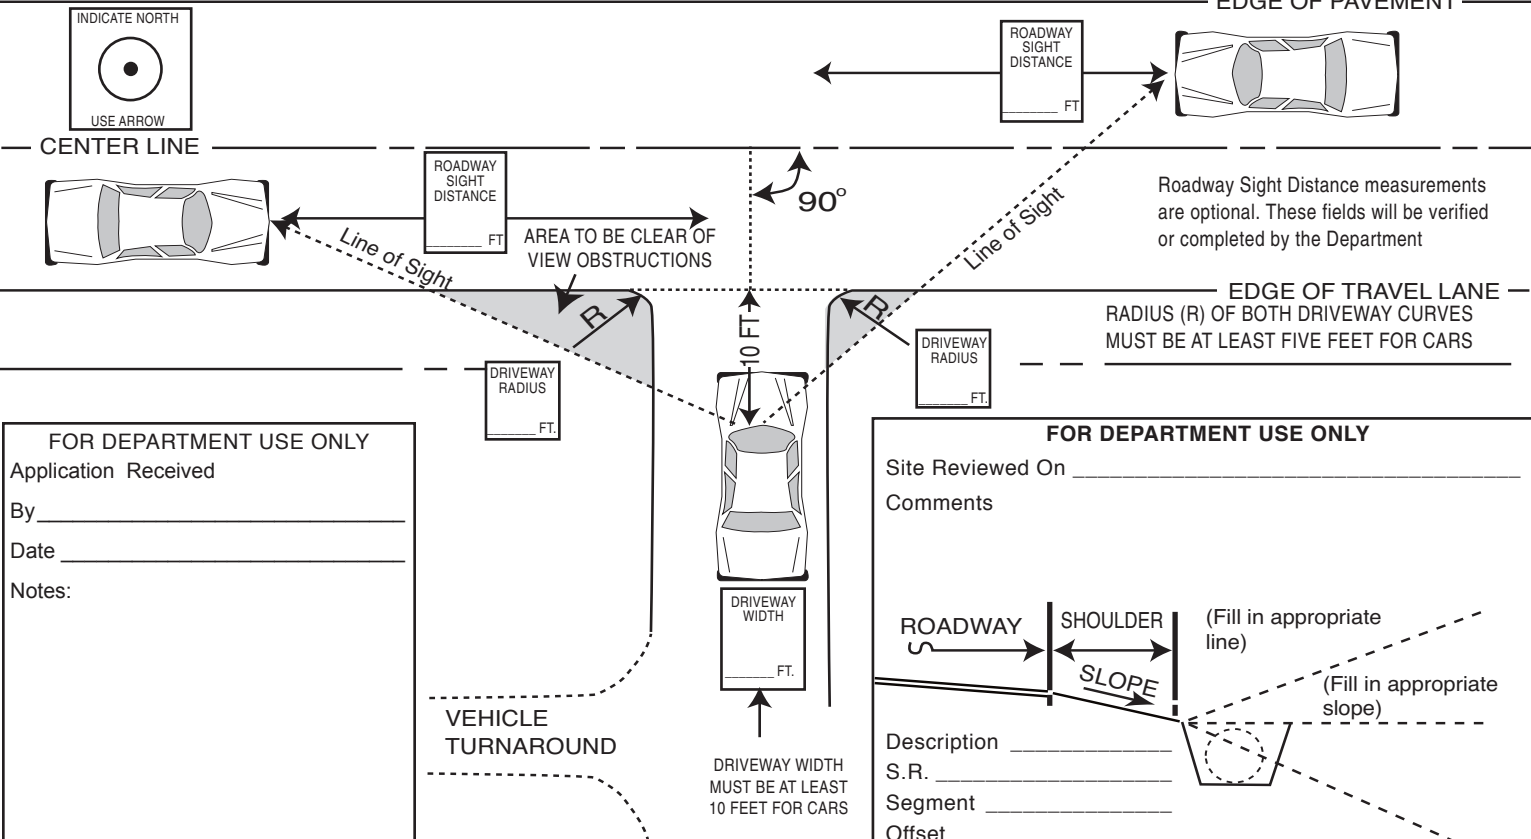 EDGE OF PAVEMENT
INDICATE NORTH
USE ARROW
ROADWAY
SIGHT
DISTANCE
________ FT
CENTER LINE
ROADWAY
SIGHT
DISTANCE
________ FT
90°
Line of Sight
Line of Sight
AREA TO BE CLEAR OF
VIEW OBSTRUCTIONS
Roadway Sight Distance measurements
are optional. These fields will be verified
or completed by the Department
EDGE OF TRAVEL LANE
RADIUS (R) OF BOTH DRIVEWAY CURVES
MUST BE AT LEAST FIVE FEET FOR CARS
R
R
10 FT
DRIVEWAY
RADIUS
_______ FT.
DRIVEWAY
RADIUS
_______ FT.
FOR DEPARTMENT USE ONLY
Application Received
By
Date
Notes:
DRIVEWAY
WIDTH
_______ FT.
VEHICLE
TURNAROUND
DRIVEWAY WIDTH
MUST BE AT LEAST
10 FEET FOR CARS
FOR DEPARTMENT USE ONLY
Site Reviewed On
Comments
ROADWAY
SHOULDER
SLOPE
(Fill in appropriate
line)
(Fill in appropriate
slope)
Description
S.R.
Segment
Offset